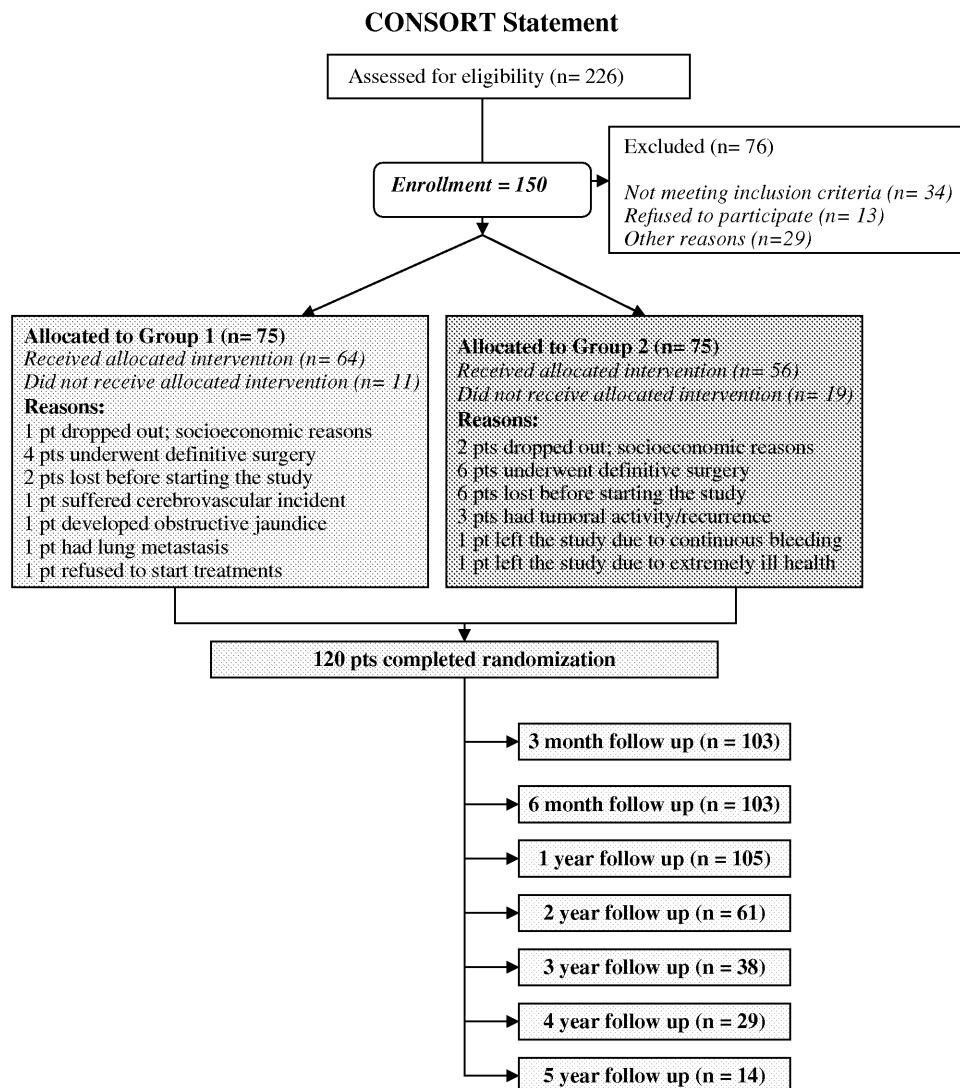 CONSORT Statement
Assessed for eligibility (n= 226)
Excluded (n= 76)
Not meeting inclusion criteria (n= 34)
Refused to participate (n= 13)
Other reasons (n=29)
Enrollment = 150
Allocated to Group 1 (n= 75)
Received allocated intervention (n= 64)
Did not receive allocated intervention (n= 11)
Reasons:
1 pt dropped out; socioeconomic reasons
4 pts underwent definitive surgery
2 pts lost before starting the study
1 pt suffered cerebrovascular incident
1 pt developed obstructive jaundice
1 pt had lung metastasis
1 pt refused to start treatments
Allocated to Group 2 (n= 75)
Received allocated intervention (n= 56)
Did not receive allocated intervention (n= 19)
Reasons:
2 pts dropped out; socioeconomic reasons
6 pts underwent definitive surgery
6 pts lost before starting the study
3 pts had tumoral activity/recurrence
1 pt left the study due to continuous bleeding
1 pt left the study due to extremely ill health
120 pts completed randomization
3 month follow up (n = 103)
6 month follow up (n = 103)
1 year follow up (n = 105)
2 year follow up (n = 61)
3 year follow up (n = 38)
4 year follow up (n = 29)
5 year follow up (n = 14)